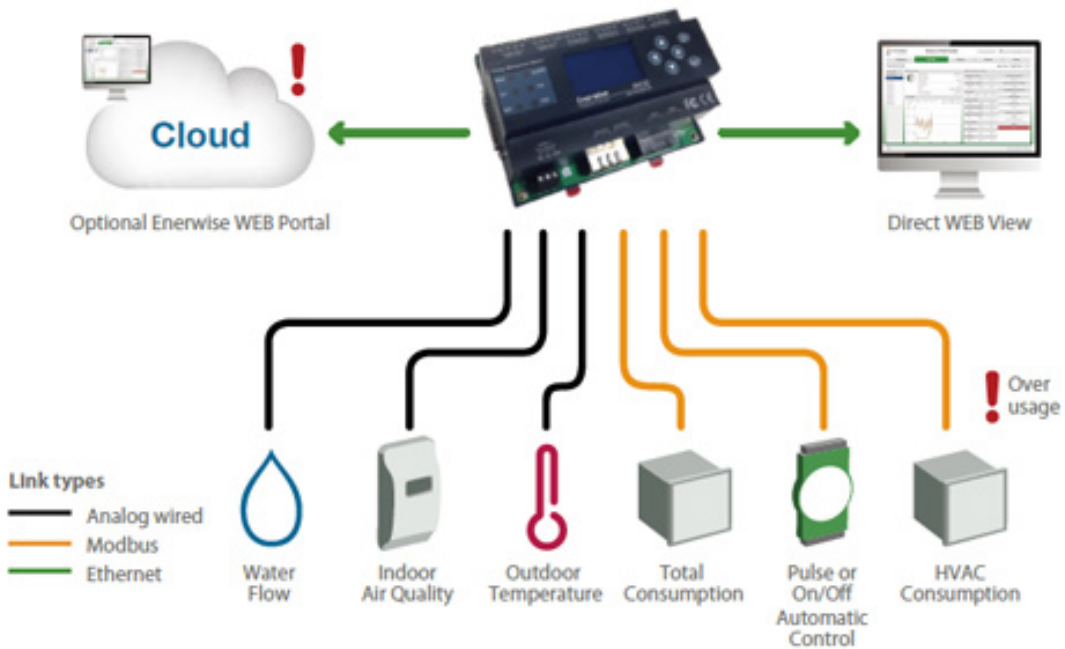 Cloud
Optional Enerwise WEB Portal
Direct WEB View
Over
usage
Link types
Analog wired
Modbus
Ethernet
Water
Flow
Indoor
Air Quality
Outdoor
Temperature
Total
Consumption
Pulse or
On/Off
Automatic
Control
HVAC
Consumption